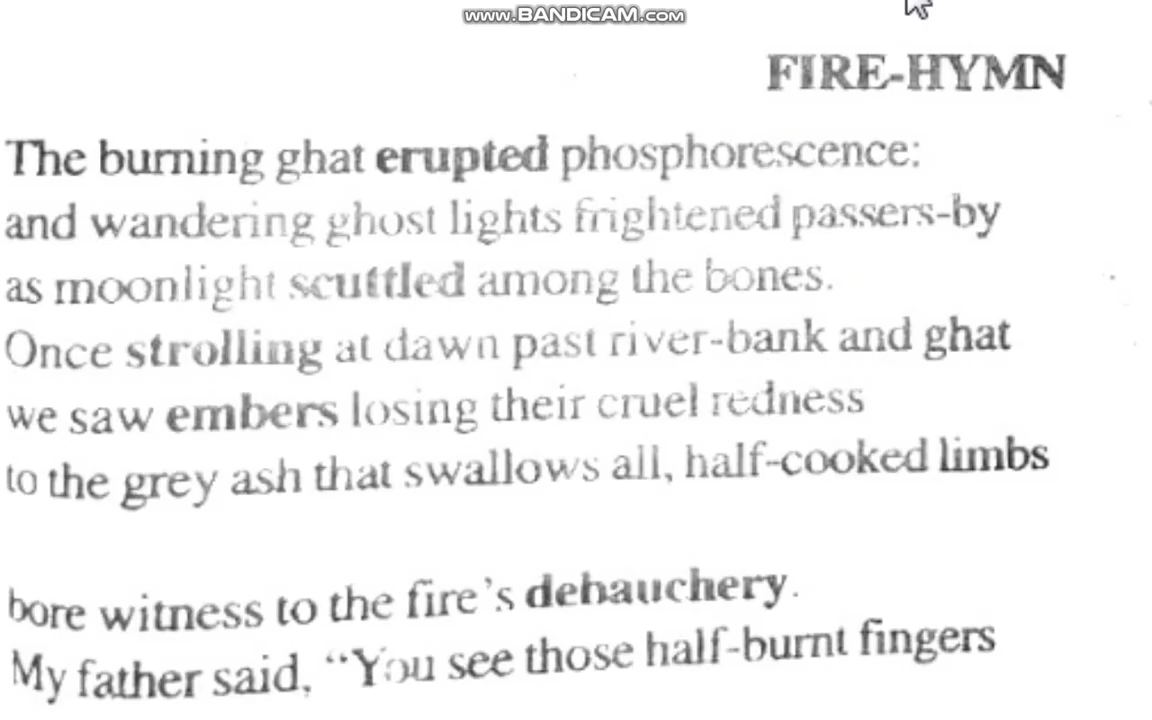 www.BANDICAM.com
FIRE-HYMN
The burning ghat erupted phosphorescence:
and wandering ghost lights frightened passers-by
as moonlight scuttled among the bones.
Once strolling at dawn past river-bank and ghat
we saw embers losing their cruel redness
to the grey ash that swallows all, half-cooked limbs
bore witness to the fire's debauchery.
My father said, “You see those half-burnt fingers